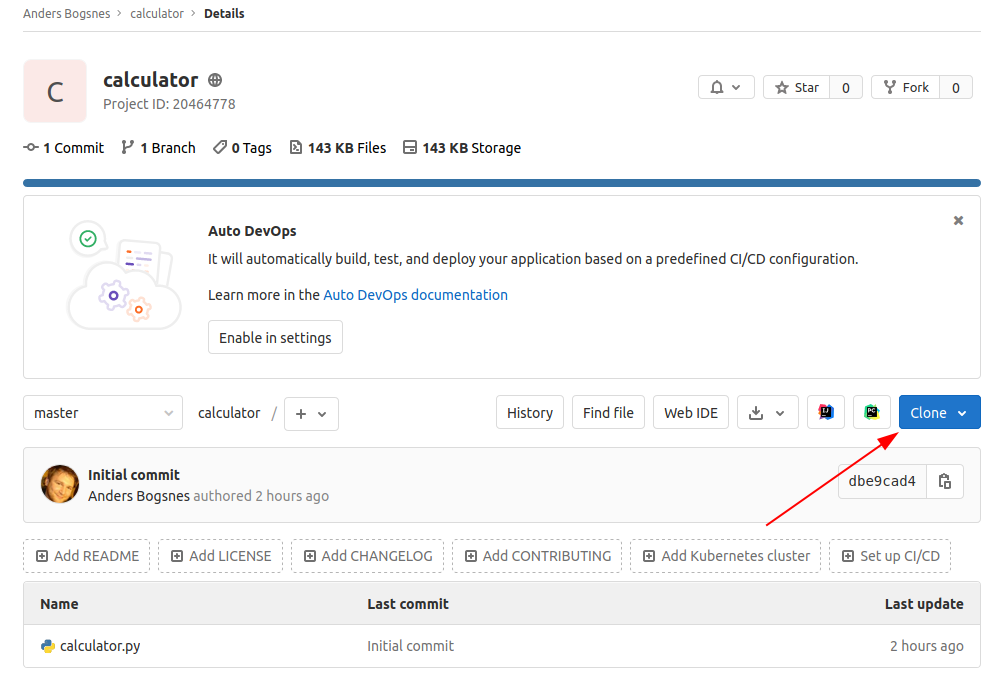 Anders Bogsnes > calculator > Details
C
calculator
Project ID: 20464778
Star 0 Fork 0
1 Commit 1 Branch 0 Tags 143 KB Files 143 KB Storage
Auto DevOps
It will automatically build, test, and deploy your application based on a predefined CI/CD configuration.
Learn more in the Auto DevOps documentation
Enable in settings
master calculator / + History Find file Web IDE IJ PC Clone
Initial commit
Anders Bogsnes authored 2 hours ago
dbe9cad4
Add README Add LICENSE Add CHANGELOG Add CONTRIBUTING Add Kubernetes cluster Set up CI/CD
Name Last commit Last update
calculator.py Initial commit 2 hours ago